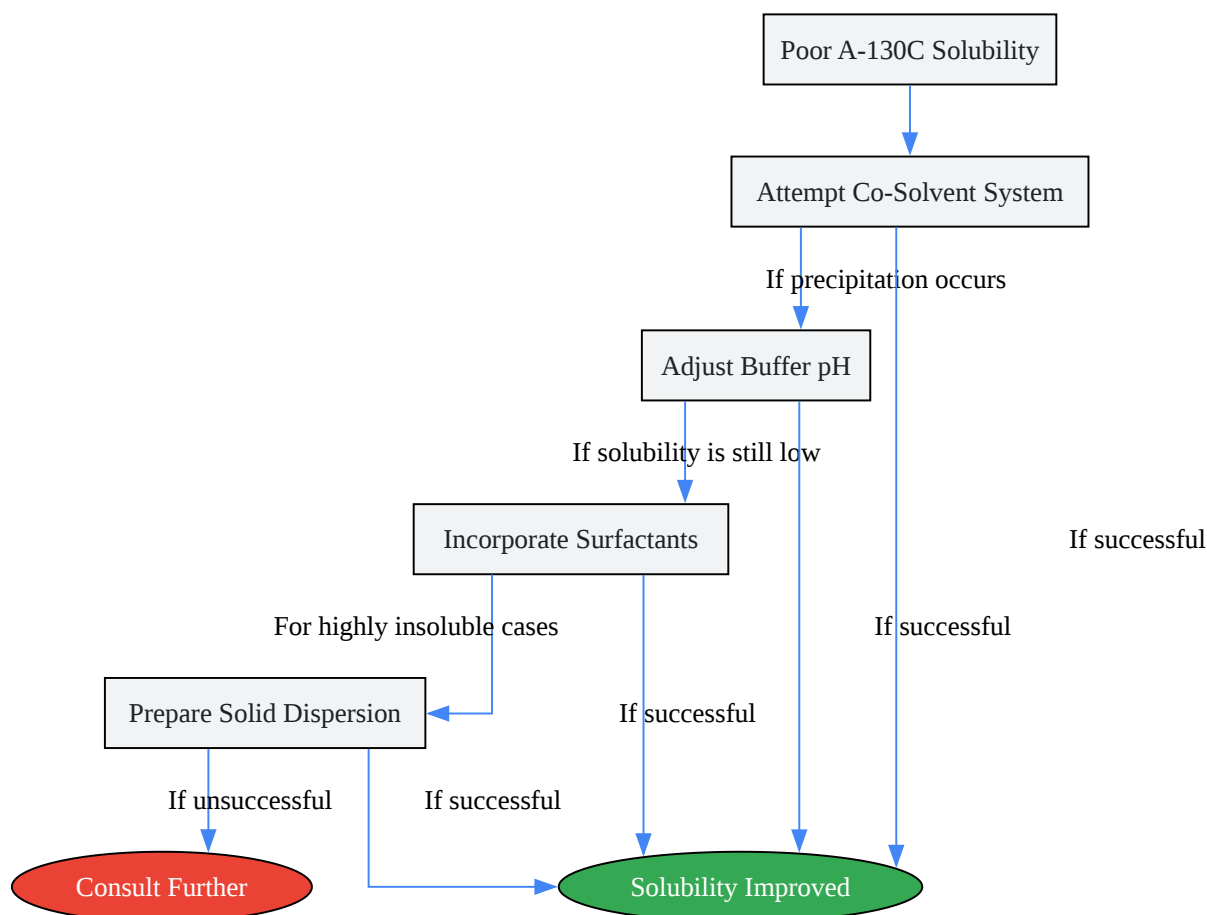 Poor A-130C Solubility
Attempt Co-Solvent System
If precipitation occurs
Adjust Buffer pH
If solubility is still low
Incorporate Surfactants
If successful
For highly insoluble cases
If successful
Prepare Solid Dispersion
If successful
If unsuccessful
If successful
Consult Further
Solubility Improved